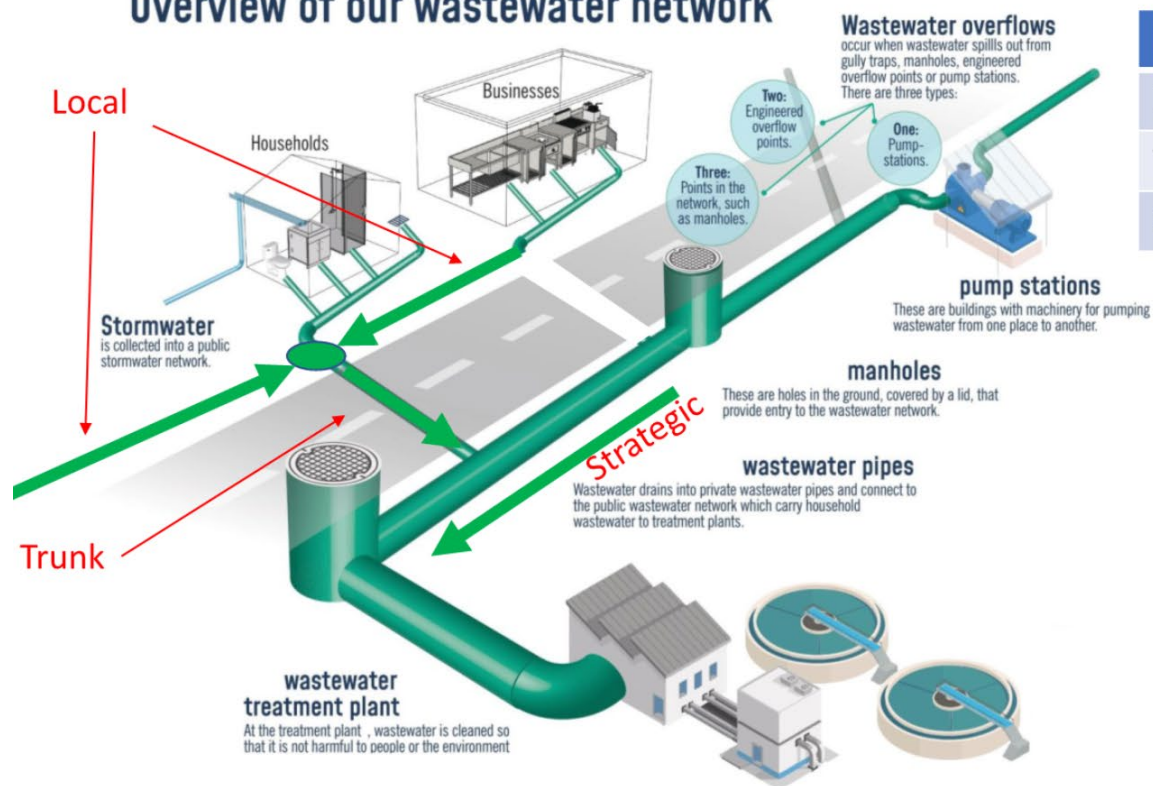 Overview of our wastewater network
Wastewater overflows
occur when wastewater spillls out from
gully traps, manholes, engineered
overflow points or pump stations.
There are three types:
Two:
Engineered
overflow
points.
One:
Pump-
stations.
Three:
Points in the
network, such
as manholes.
Local
Businesses
Households
Stormwater
is collected into a public
stormwater network.
pump stations
These are buildings with machinery for pumping
wastewater from one place to another.
manholes
These are holes in the ground, covered by a lid, that
provide entry to the wastewater network.
Strategic
wastewater pipes
Wastewater drains into private wastewater pipes and connect to
the public wastewater network which carry household
wastewater to treatment plants.
Trunk
wastewater
treatment plant
At the treatment plant , wastewater is cleaned so
that it is not harmful to people or the environment